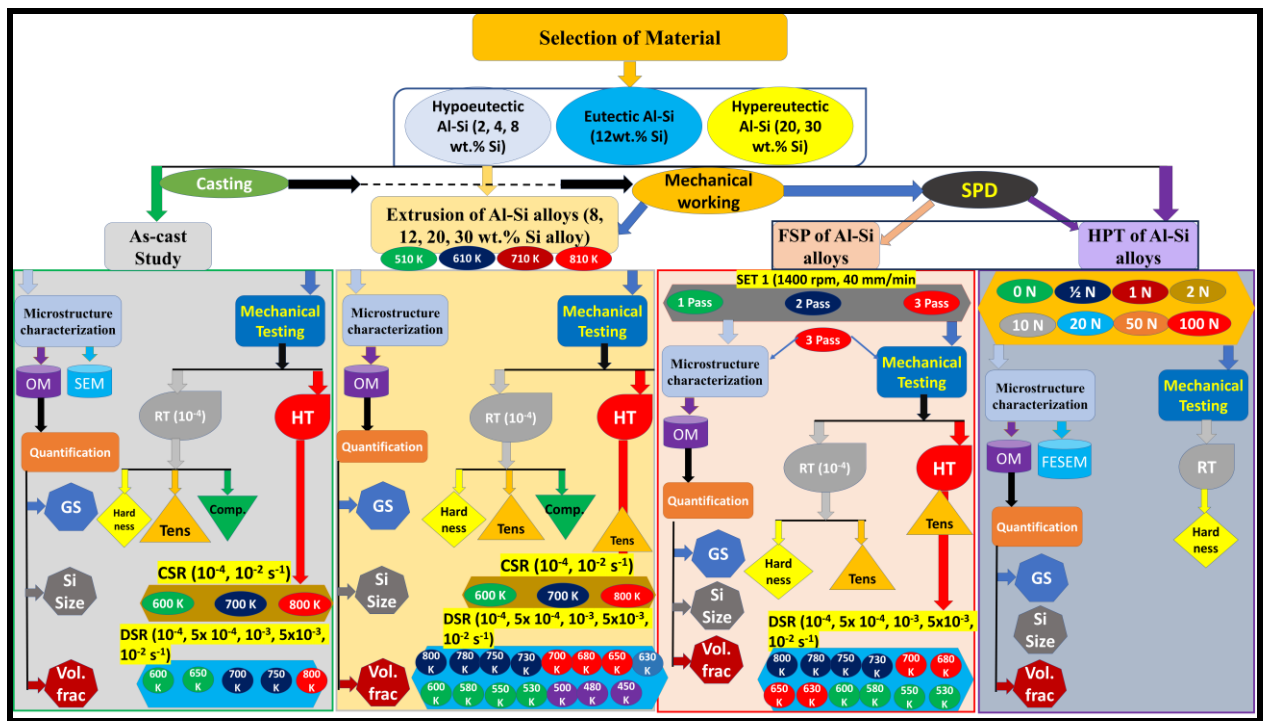 Selection of Material
Hypoeutectic
Al-Si (2, 4, 8
wt.% Si)
Eutectic Al-Si
(12wt.% Si)
Hypereutectic
Al-Si (20, 30
wt.% Si)
Casting
Mechanical
working
SPD
As-cast
Study
Extrusion of Al-Si alloys (8,
12, 20, 30 wt.% Si alloy)
510 K
610 K
710 K
810 K
FSP of Al-Si
alloys
HPT of Al-Si
alloys
Microstructure
characterization
Mechanical
Testing
OM
SEM
RT (10⁻⁴)
HT
Quantification
GS
Hard
ness
Tens
Comp.
Si
Size
CSR (10⁻⁴, 10⁻² s⁻¹)
600 K
700 K
800 K
DSR (10⁻⁴, 5x 10⁻⁴, 10⁻³, 5x10⁻³,
10⁻² s⁻¹)
Vol.
frac
600
K
650
K
700
K
750
K
800
K
Microstructure
characterization
Mechanical
Testing
OM
RT (10⁻⁴)
HT
Quantification
GS
Hard
ness
Tens
Comp.
Tens
Si
Size
CSR (10⁻⁴, 10⁻² s⁻¹)
600 K
700 K
800 K
DSR (10⁻⁴, 5x 10⁻⁴, 10⁻³, 5x10⁻³,
10⁻² s⁻¹)
Vol.
frac
800
K
780
K
750
K
730
K
700
K
680
K
650
K
630
K
600
K
580
K
550
K
530
K
500
K
480
K
450
K
SET 1 (1400 rpm, 40 mm/min
1 Pass
2 Pass
3 Pass
3 Pass
Microstructure
characterization
Mechanical
Testing
OM
RT (10⁻⁴)
HT
Quantification
Tens
GS
Hard
ness
Tens
Si
Size
DSR (10⁻⁴, 5x 10⁻⁴, 10⁻³, 5x10⁻³,
10⁻² s⁻¹)
Vol.
frac
800
K
780
K
750
K
730
K
700
K
680
K
650
K
630
K
600
K
580
K
550
K
530
K
0 N
½ N
1 N
2 N
10 N
20 N
50 N
100 N
Microstructure
characterization
Mechanical
Testing
OM
FESEM
RT
Quantification
Hard
ness
GS
Si
Size
Vol.
frac